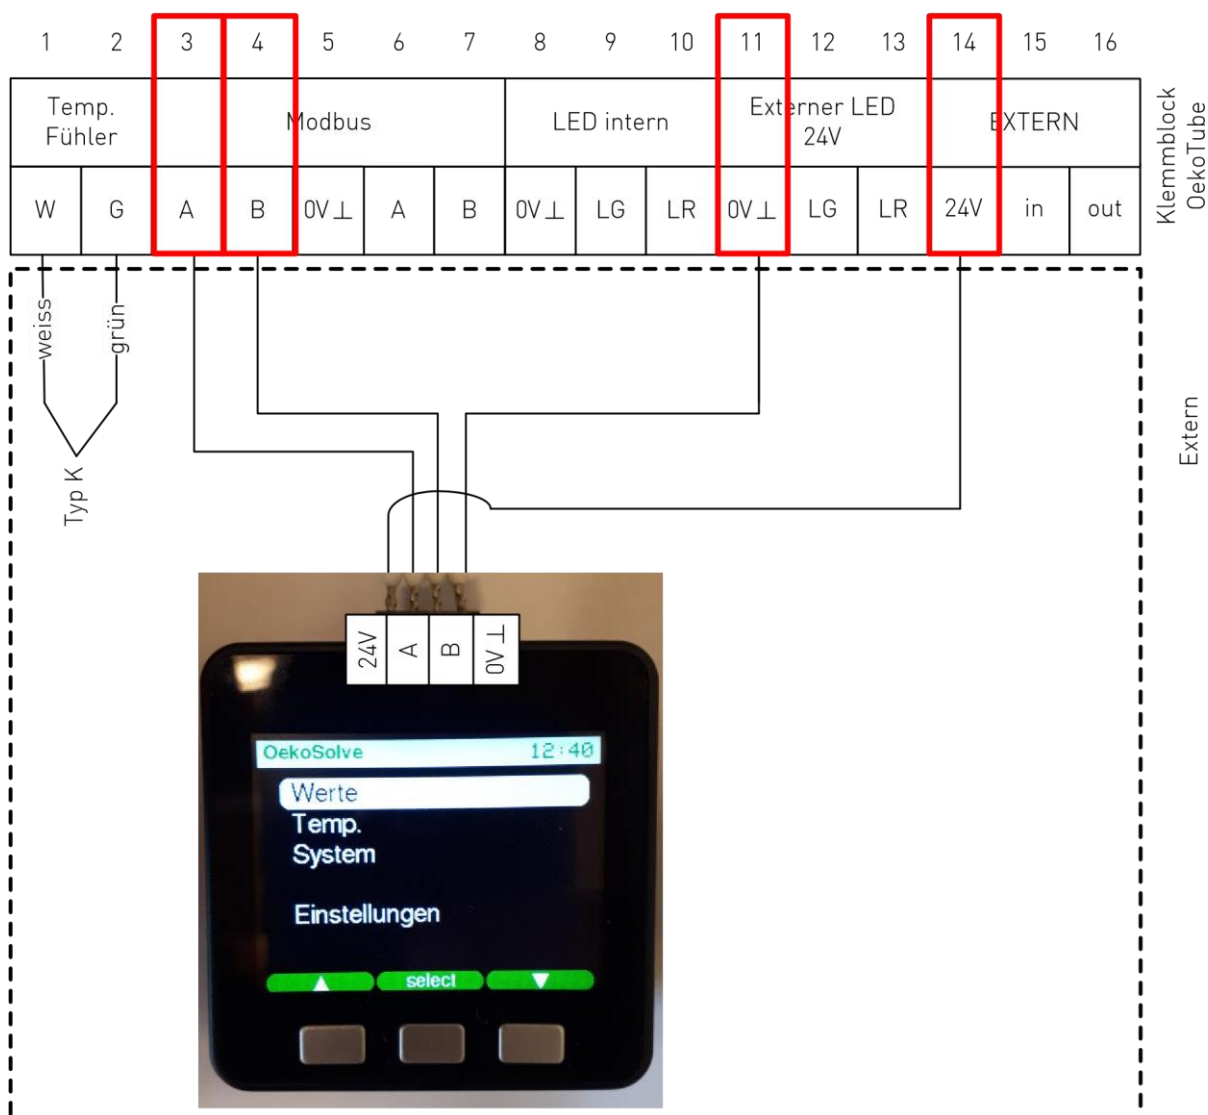 1 2 3 4 5 6 7 8 9 10 11 12 13 14 15 16
Temp.
Fühler
Modbus
LED intern
Externer LED
24V
EXTERN
W G A B 0V⊥ A B 0V⊥ LG LR 0V⊥ LG LR 24V in out
Klemmblock
OekoTube
weiss
grün
Typ K
Extern
24V A B 0V⊥
OekoSolve 12:40
Werte
Temp.
System
Einstellungen
▲ select ▼